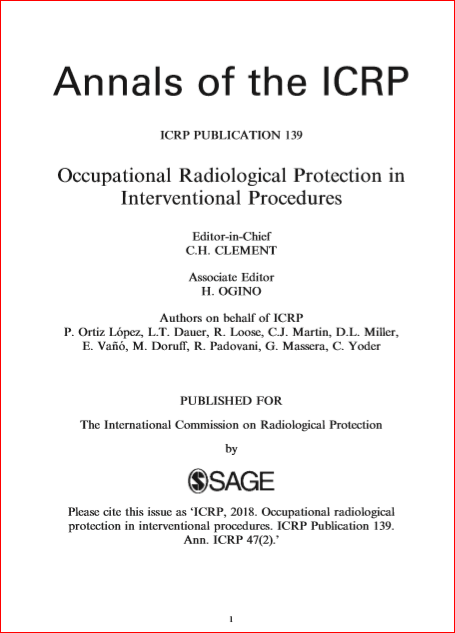 Annals of the ICRP
ICRP PUBLICATION 139
Occupational Radiological Protection in
Interventional Procedures
Editor-in-Chief
C.H. CLEMENT
Associate Editor
H. OGINO
Authors on behalf of ICRP
P. Ortiz López, L.T. Dauer, R. Loose, C.J. Martin, D.L. Miller,
E. Vañó, M. Doruff, R. Padovani, G. Massera, C. Yoder
PUBLISHED FOR
The International Commission on Radiological Protection
by
SAGE
Please cite this issue as ‘ICRP, 2018. Occupational radiological
protection in interventional procedures. ICRP Publication 139.
Ann. ICRP 47(2).’
1